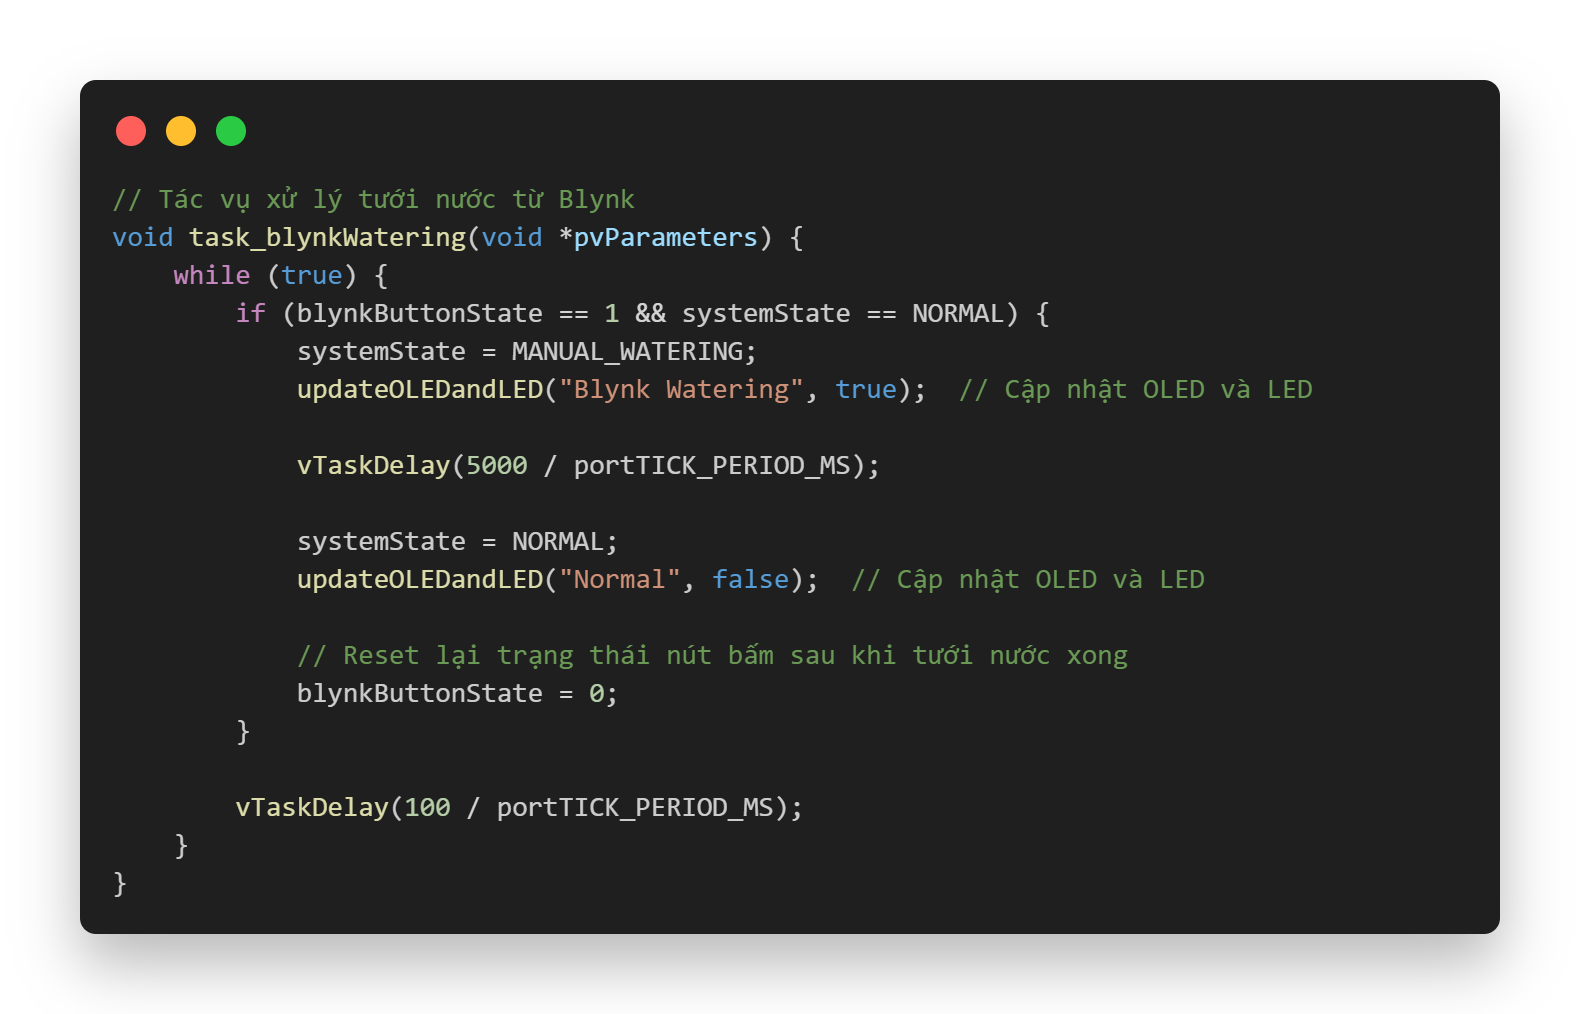 // Tác vụ xử lý tưới nước từ Blynk
void task_blynkWatering(void *pvParameters) {
    while (true) {
        if (blynkButtonState == 1 && systemState == NORMAL) {
            systemState = MANUAL_WATERING;
            updateOLEDandLED("Blynk Watering", true);  // Cập nhật OLED và LED

            vTaskDelay(5000 / portTICK_PERIOD_MS);

            systemState = NORMAL;
            updateOLEDandLED("Normal", false);  // Cập nhật OLED và LED

            // Reset lại trạng thái nút bấm sau khi tưới nước xong
            blynkButtonState = 0;
        }

        vTaskDelay(100 / portTICK_PERIOD_MS);
    }
}